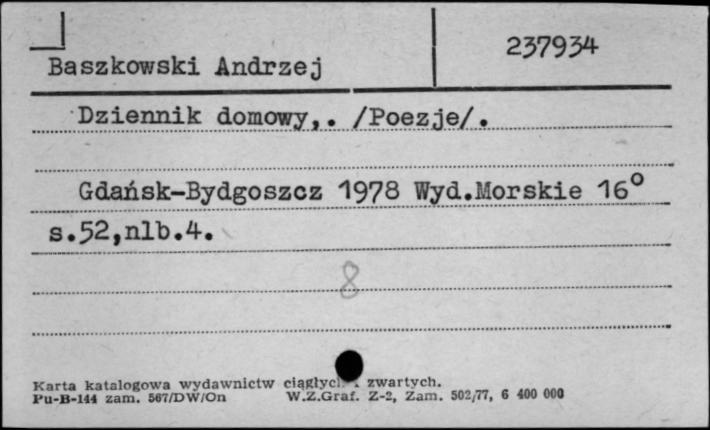 237934
Baszkowski Andrzej
Dziennik domowy,. /Poezje/.
Gdańsk-Bydgoszcz 1978 Wyd.Morskie 16°
s.52,nlb.4.
8
Karta katalogowa wydawnictw zwartych.
Pu-B-144 zam. 567/DW/On W.Z.Graf. Z-2, Zam. 502/77, 6 400 000